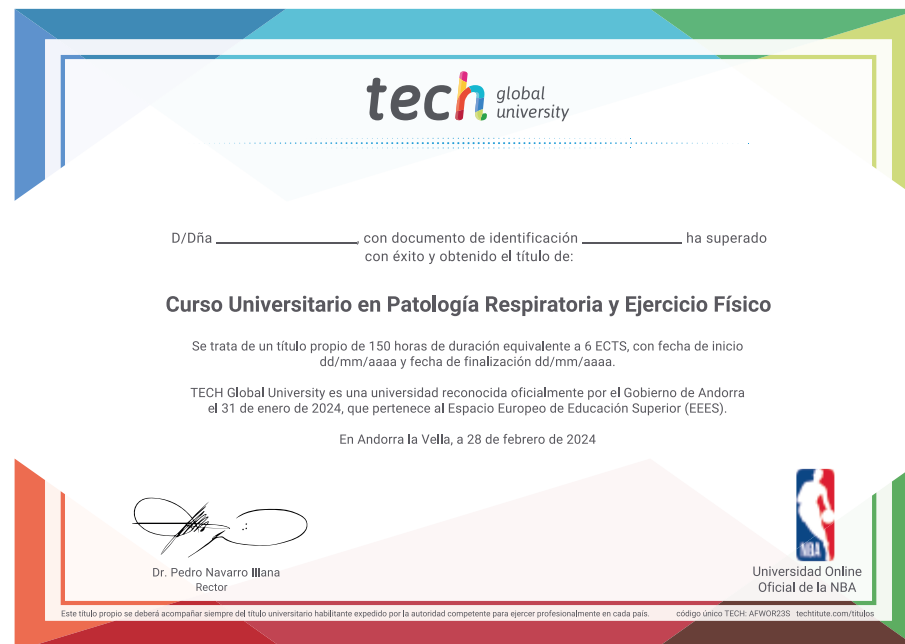 tech global
university
D/Dña ____________, con documento de identificación ____________ ha superado
con éxito y obtenido el título de:
Curso Universitario en Patología Respiratoria y Ejercicio Físico
Se trata de un título propio de 150 horas de duración equivalente a 6 ECTS, con fecha de inicio
dd/mm/aaaa y fecha de finalización dd/mm/aaaa.
TECH Global University es una universidad reconocida oficialmente por el Gobierno de Andorra
el 31 de enero de 2024, que pertenece al Espacio Europeo de Educación Superior (EEES).
En Andorra la Vella, a 28 de febrero de 2024
Dr. Pedro Navarro Illana
Rector
NBA
Universidad Online
Oficial de la NBA
Este título propio se deberá acompañar siempre del título universitario habilitante expedido por la autoridad competente para ejercer profesionalmente en cada país. código único TECH: AFWOR23S techtitute.com/titulos